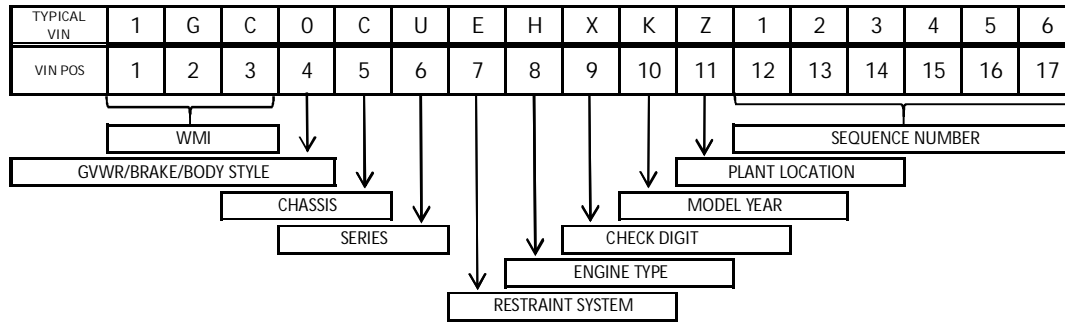 TYPICAL VIN 1 G C 0 C U E H X K Z 1 2 3 4 5 6
VIN POS 1 2 3 4 5 6 7 8 9 10 11 12 13 14 15 16 17
WMI SEQUENCE NUMBER
GVWR/BRAKE/BODY STYLE PLANT LOCATION
CHASSIS MODEL YEAR
SERIES CHECK DIGIT
ENGINE TYPE
RESTRAINT SYSTEM